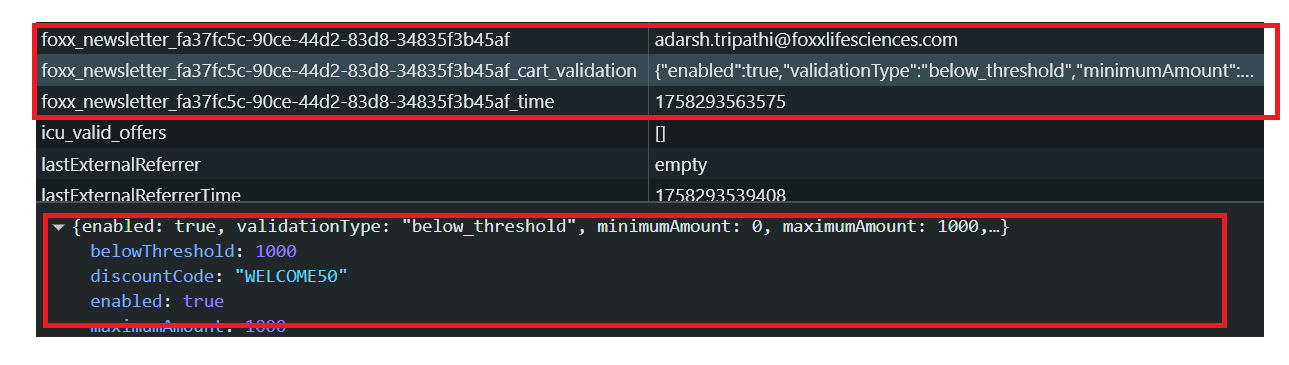 foxx_newsletter_fa37fc5c-90ce-44d2-83d8-34835f3b45af adarsh.tripathi@foxxlifesciences.com
foxx_newsletter_fa37fc5c-90ce-44d2-83d8-34835f3b45af_cart_validation {"enabled":true,"validationType":"below_threshold","minimumAmount":...
foxx_newsletter_fa37fc5c-90ce-44d2-83d8-34835f3b45af_time 1758293563575
icu_valid_offers []
lastExternalReferrer empty
lastExternalReferrerTime 1758293539408
{enabled: true, validationType: "below_threshold", minimumAmount: 0, maximumAmount: 1000,…}
belowThreshold: 1000
discountCode: "WELCOME50"
enabled: true
maximumAmount: 1000